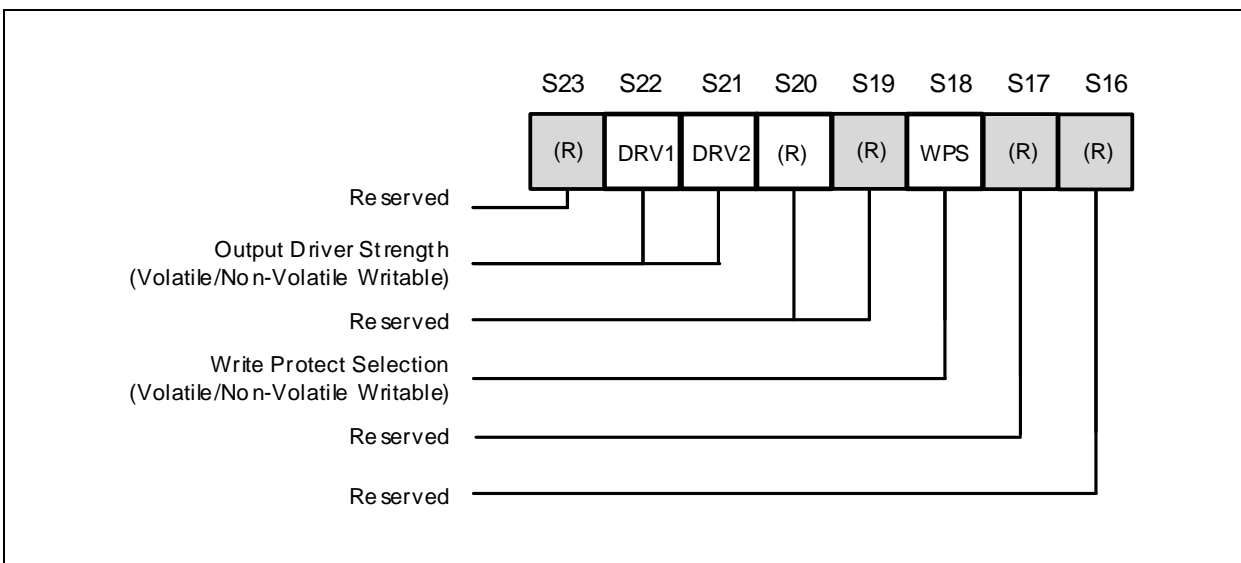 S23 S22 S21 S20 S19 S18 S17 S16
(R) DRV1 DRV2 (R) (R) WPS (R) (R)
Reserved
Output Driver Strength
(Volatile/Non-Volatile Writable)
Reserved
Write Protect Selection
(Volatile/Non-Volatile Writable)
Reserved
Reserved